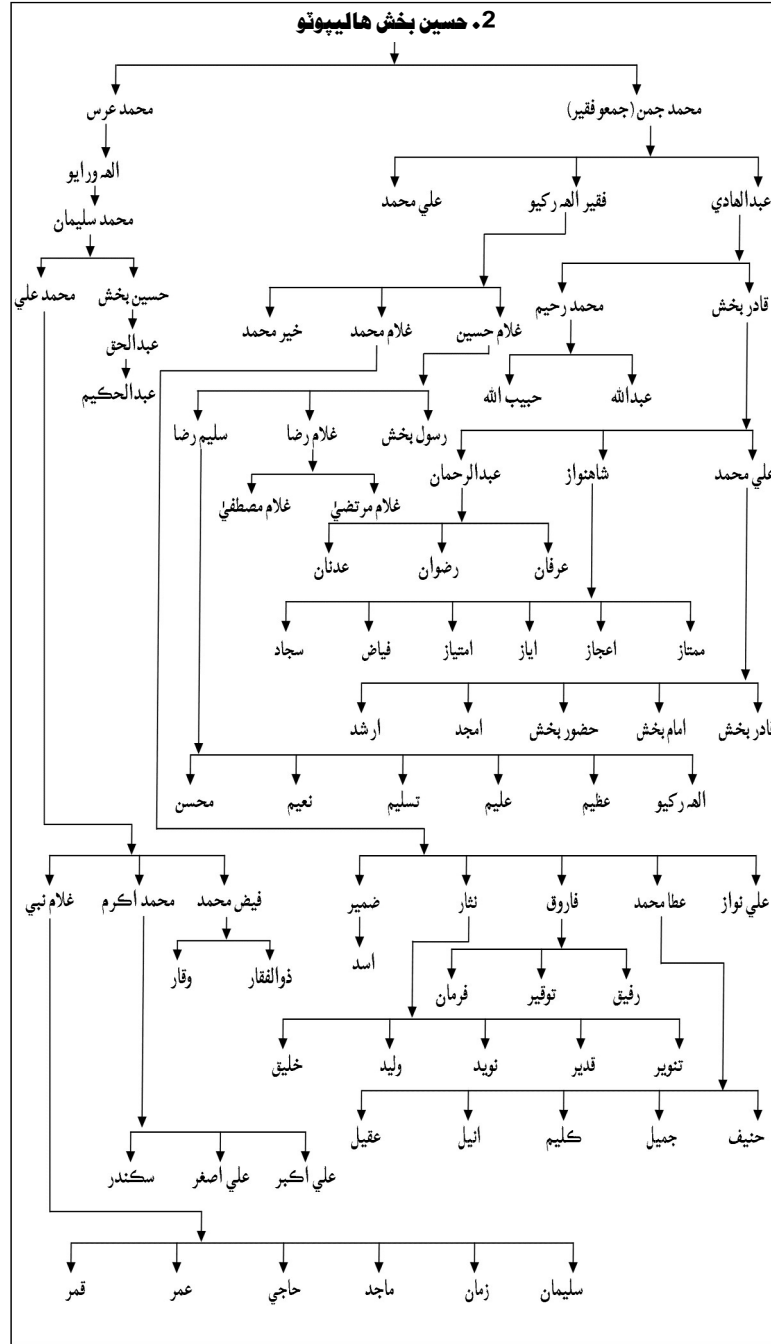 2. حسين بخش هاليپوٽو
محمد جمن (جمعو فقير) محمد عرس
الهہ ورايو
عبدالهادي فقير الهہ رکيو علي محمد
محمد سليمان
قادر بخش محمد رحيم حسين بخش محمد علي
غلام حسين غلام محمد خير محمد
عبدالحق
عبدالله حبيب الله عبدالحڪيم
رسول بخش غلام رضا سليم رضا
علي محمد شاهنواز عبدالرحمان
غلام مرتضيٰ غلام مصطفيٰ
عرفان رضوان عدنان
ممتاز اعجاز اياز امتياز فياض سجاد
قادر بخش امام بخش حضور بخش امجد ارشد
الهہ رکيو عظيم عليم تسليم نعيم محسن
علي نواز عطا محمد فاروق نثار ضمير فيض محمد محمد اڪرم غلام نبي
اسد ذوالفقار وقار
رفيق توقير فرمان
تنوير قدير نويد وليد خليق
حنيف جميل ڪليم انيل عقيل
علي اڪبر علي اصغر سڪندر
سليمان زمان ماجد حاجي عمر قمر